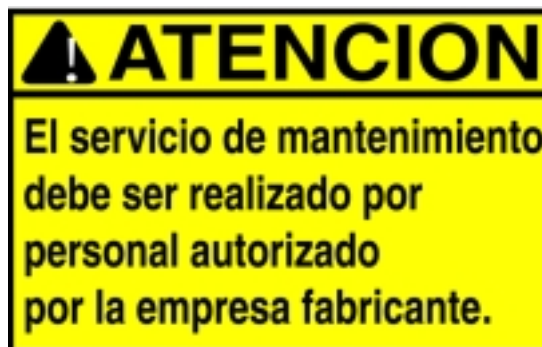 ATENCION
El servicio de mantenimiento
debe ser realizado por
personal autorizado
por la empresa fabricante.